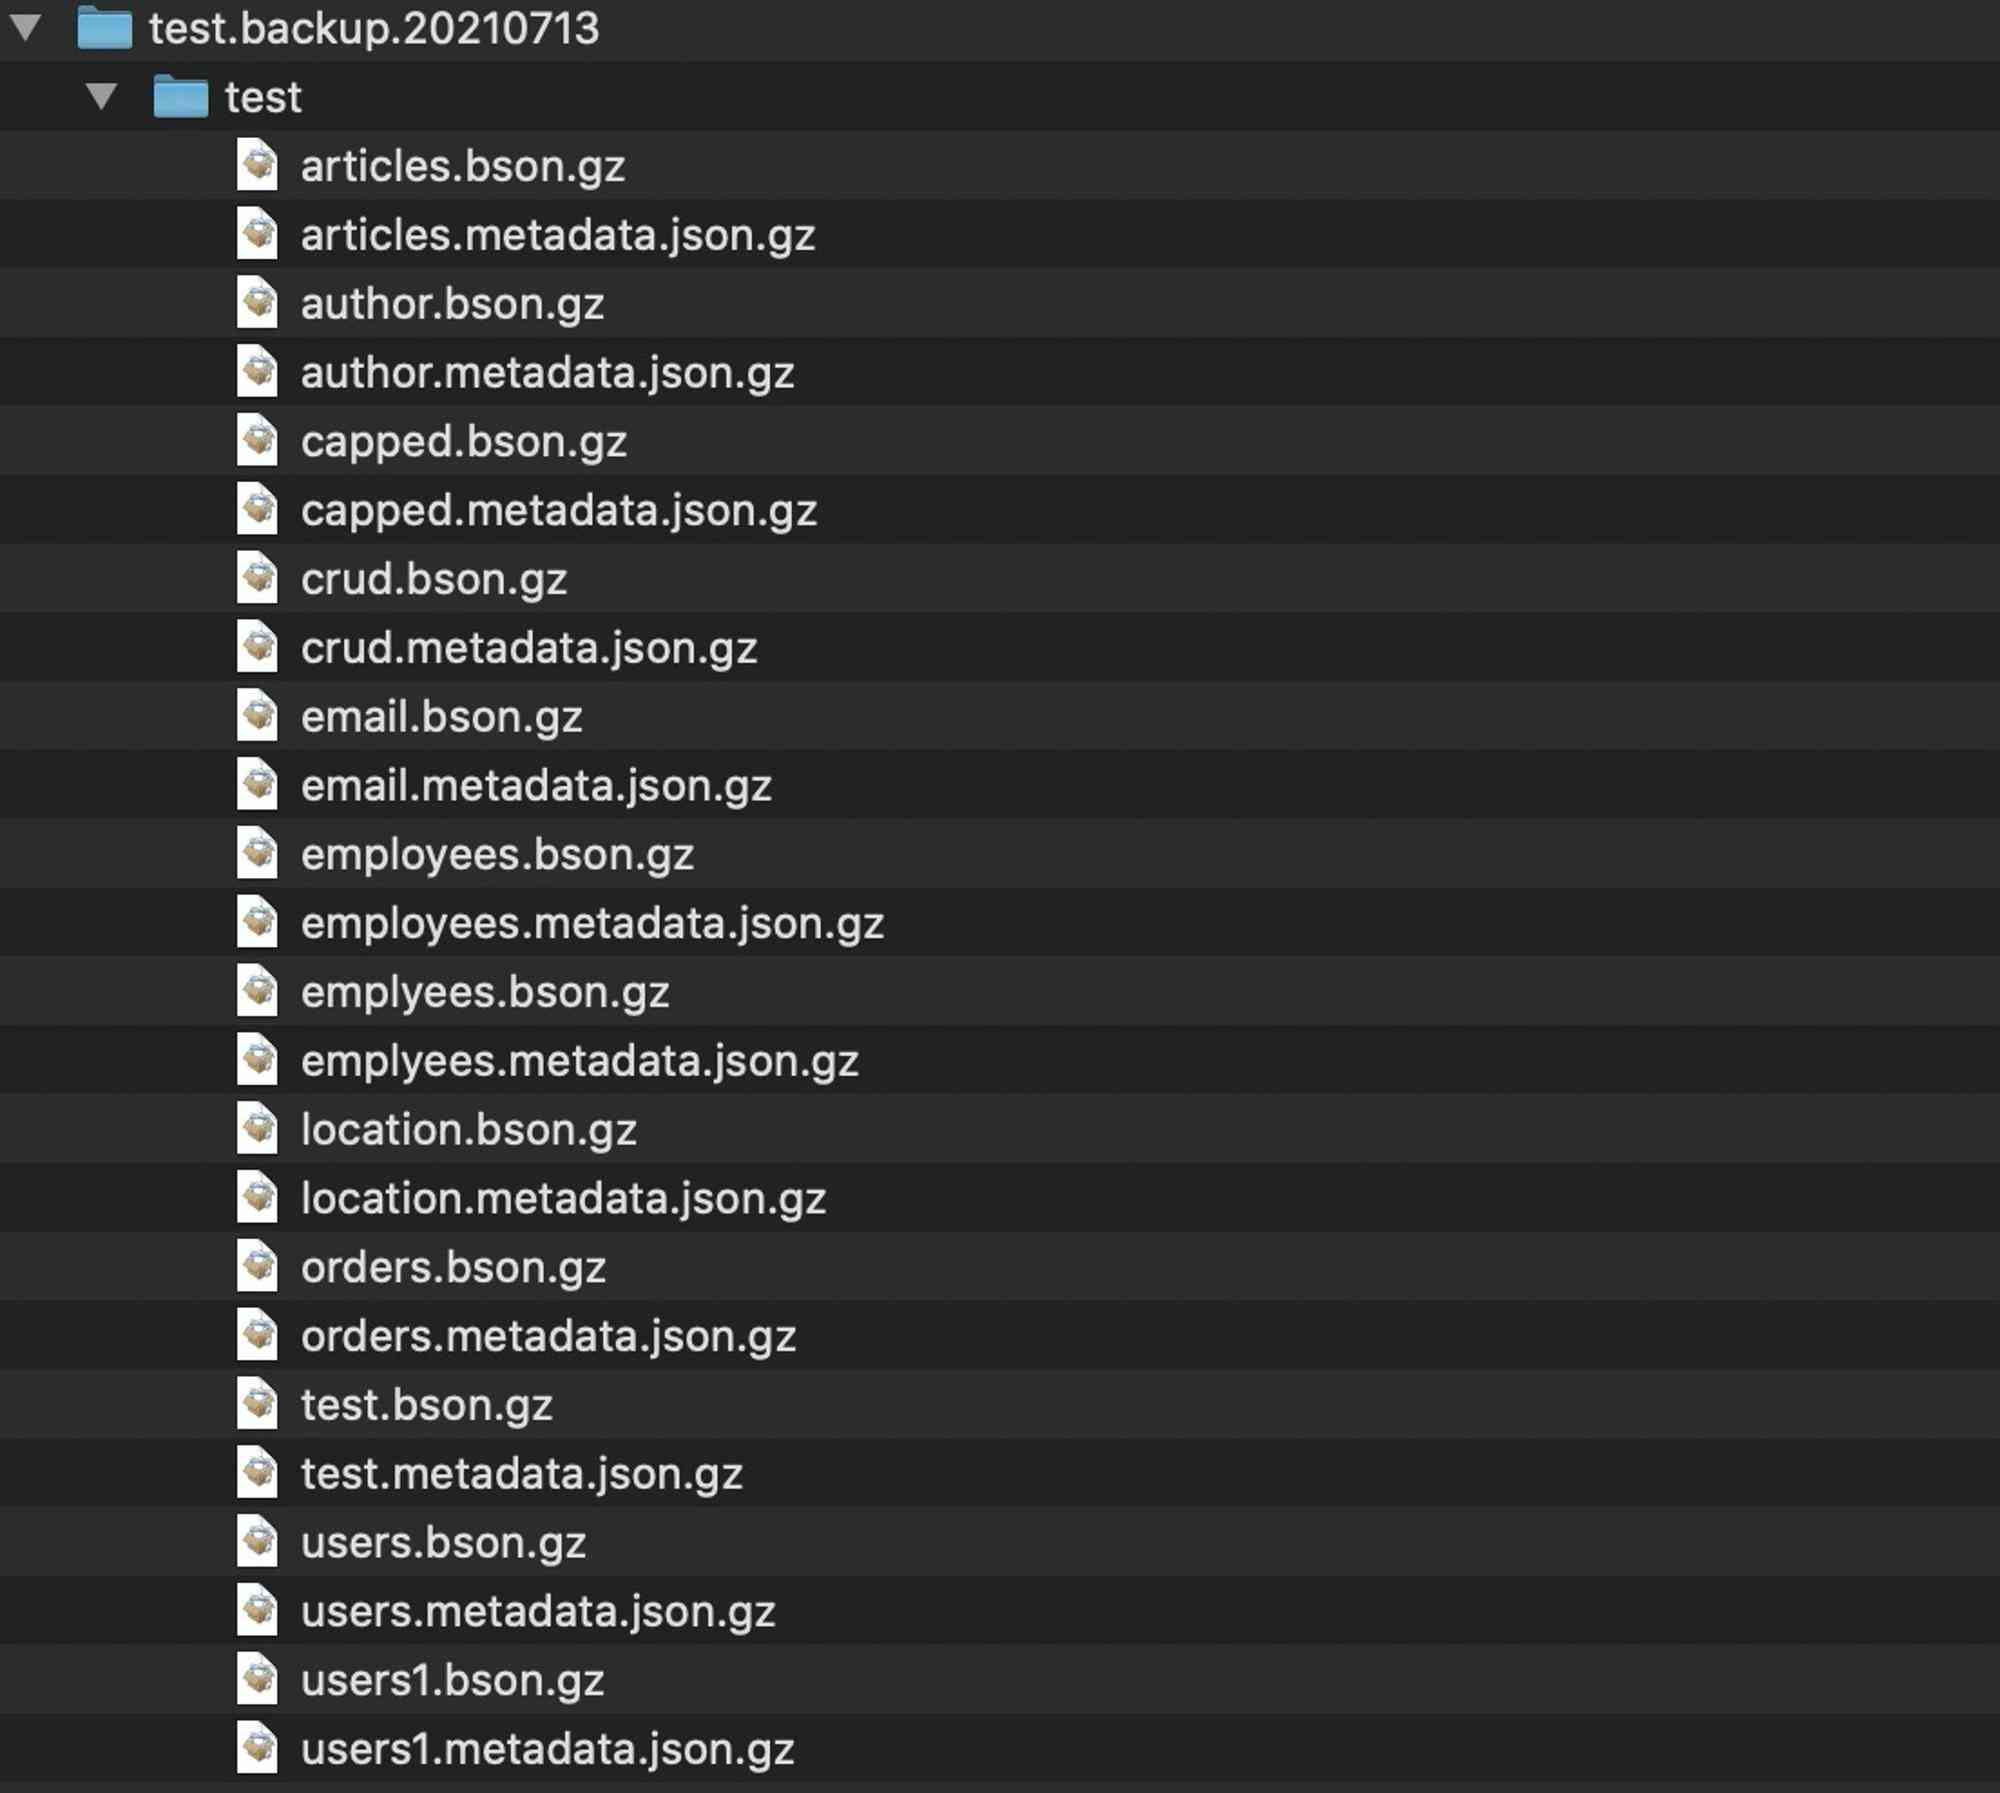 test.backup.20210713
test
articles.bson.gz
articles.metadata.json.gz
author.bson.gz
author.metadata.json.gz
capped.bson.gz
capped.metadata.json.gz
crud.bson.gz
crud.metadata.json.gz
email.bson.gz
email.metadata.json.gz
employees.bson.gz
employees.metadata.json.gz
emplyees.bson.gz
emplyees.metadata.json.gz
location.bson.gz
location.metadata.json.gz
orders.bson.gz
orders.metadata.json.gz
test.bson.gz
test.metadata.json.gz
users.bson.gz
users.metadata.json.gz
users1.bson.gz
users1.metadata.json.gz